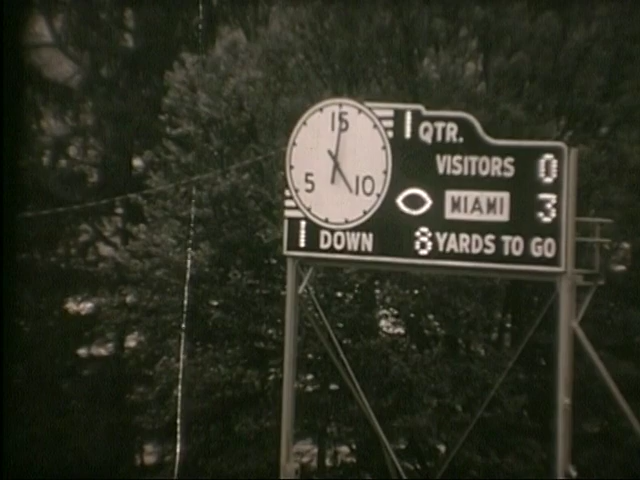 15
5 10
1 QTR.
VISITORS 0
MIAMI 3
1 DOWN 8 YARDS TO GO